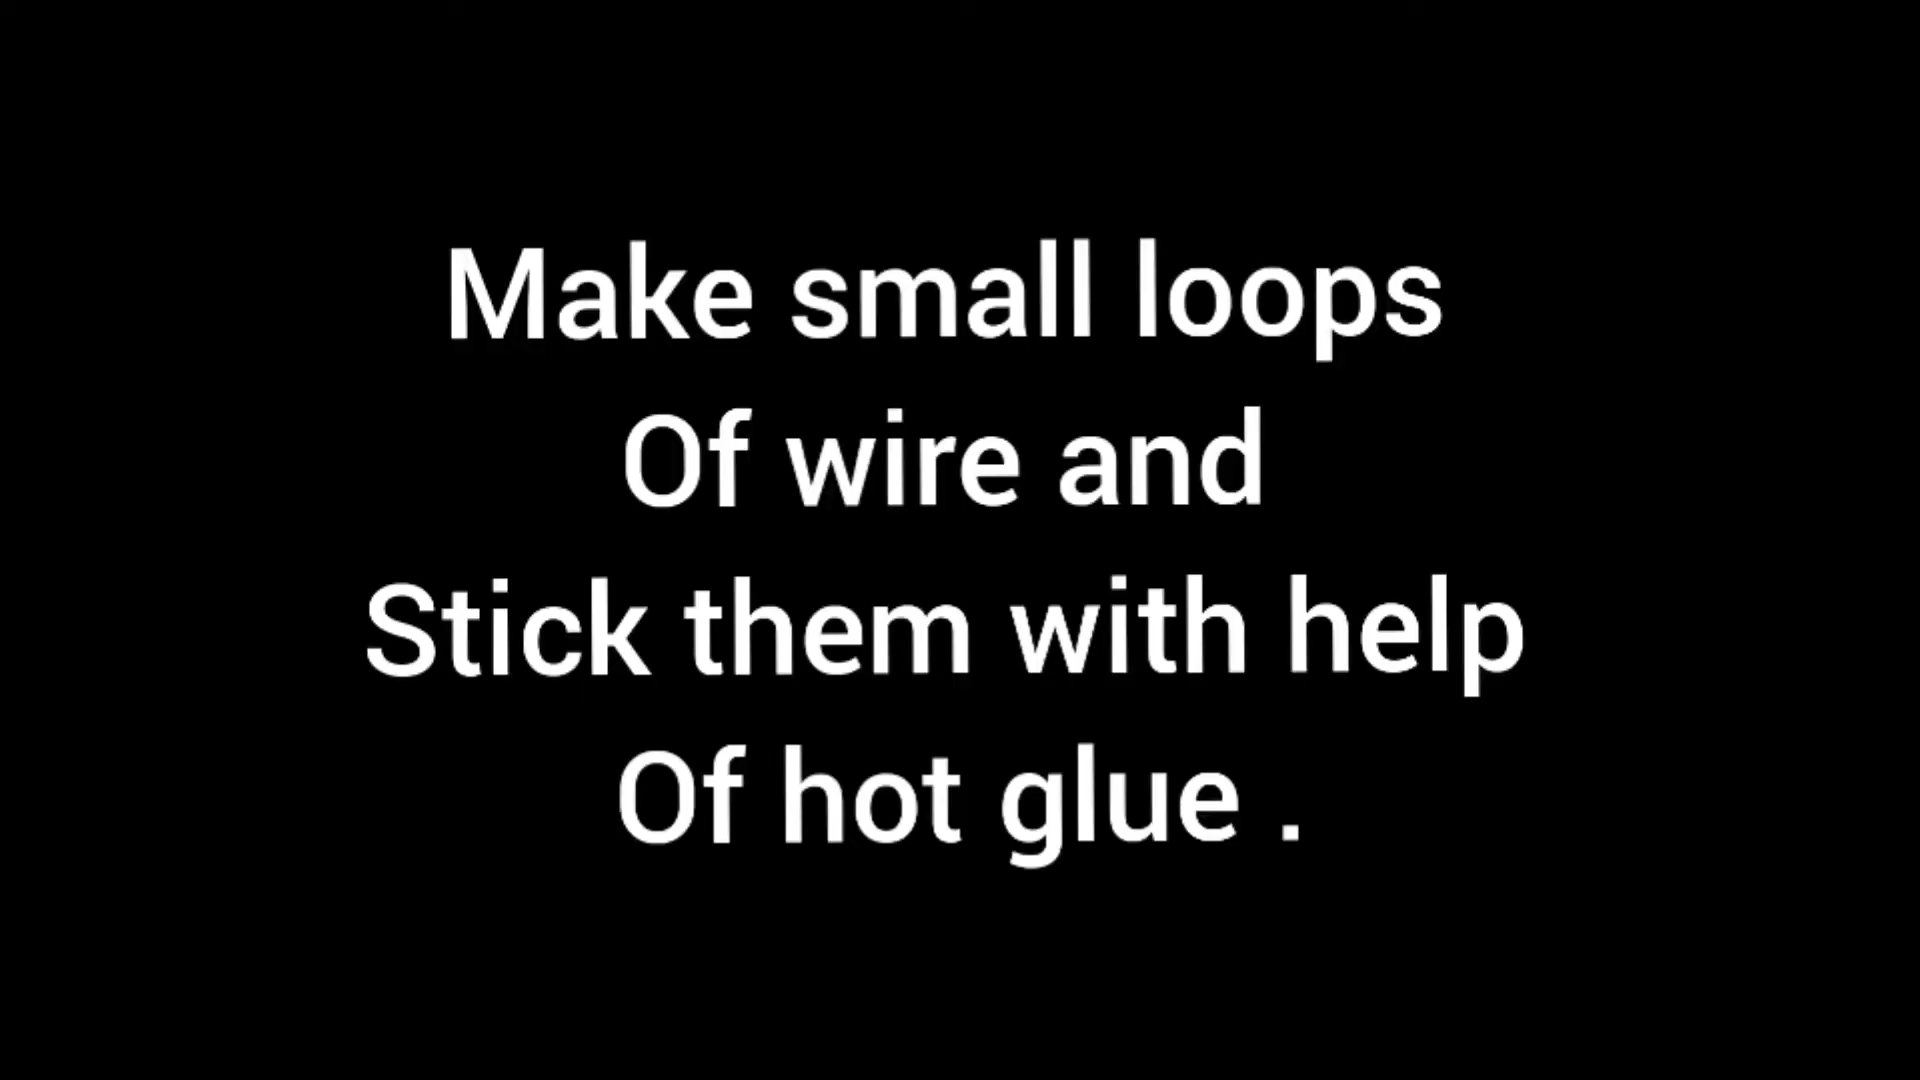 Make small loops
Of wire and
Stick them with help
Of hot glue .